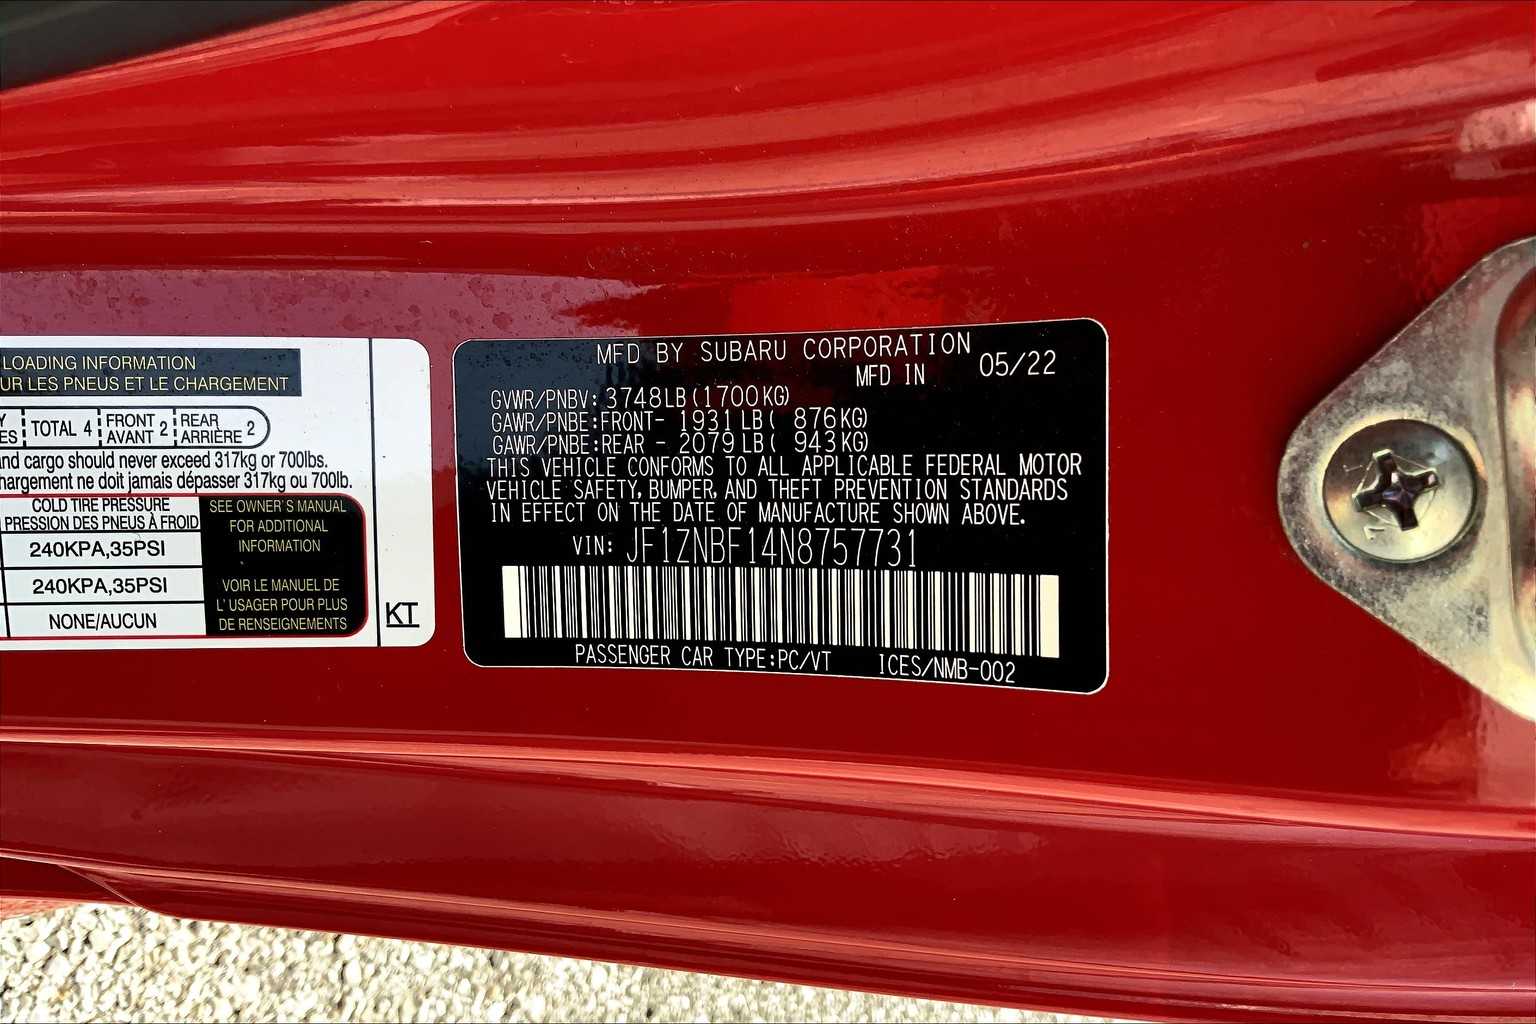 LOADING INFORMATION
UR LES PNEUS ET LE CHARGEMENT
TOTAL 4
FRONT AVANT 2
REAR ARRIÈRE 2
and cargo should never exceed 317kg or 700lbs.
hargement ne doit jamais dépasser 317kg ou 700lb.
COLD TIRE PRESSURE
PRESSION DES PNEUS À FROID
240KPA,35PSI
240KPA,35PSI
NONE/AUCUN
SEE OWNER'S MANUAL
FOR ADDITIONAL
INFORMATION
VOIR LE MANUEL DE
L'USAGER POUR PLUS
DE RENSEIGNEMENTS
KT
MFD BY SUBARU CORPORATION
MFD IN 05/22
GVWR/PNBV: 3748LB(1700KG)
GAWR/PNBE:FRONT- 1931LB( 876KG)
GAWR/PNBE:REAR - 2079LB( 943KG)
THIS VEHICLE CONFORMS TO ALL APPLICABLE FEDERAL MOTOR
VEHICLE SAFETY, BUMPER, AND THEFT PREVENTION STANDARDS
IN EFFECT ON THE DATE OF MANUFACTURE SHOWN ABOVE.
VIN: JF1ZNBF14N8757731
PASSENGER CAR TYPE:PC/VT ICES/NMB-002